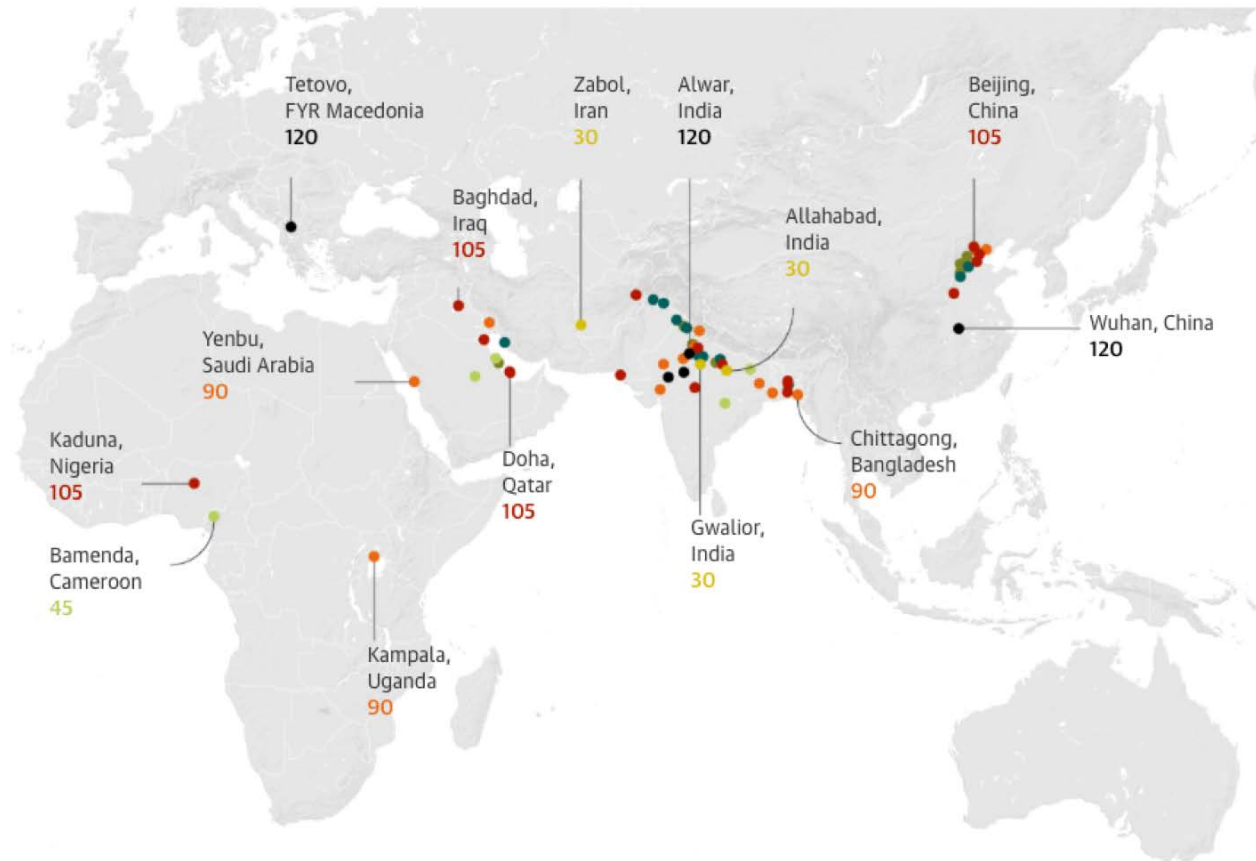 Tetovo,
FYR Macedonia
120
Zabol,
Iran
30
Alwar,
India
120
Beijing,
China
105
Baghdad,
Iraq
105
Allahabad,
India
30
Yenbu,
Saudi Arabia
90
Wuhan, China
120
Kaduna,
Nigeria
105
Doha,
Qatar
105
Chittagong,
Bangladesh
90
Gwalior,
India
30
Bamenda,
Cameroon
45
Kampala,
Uganda
90